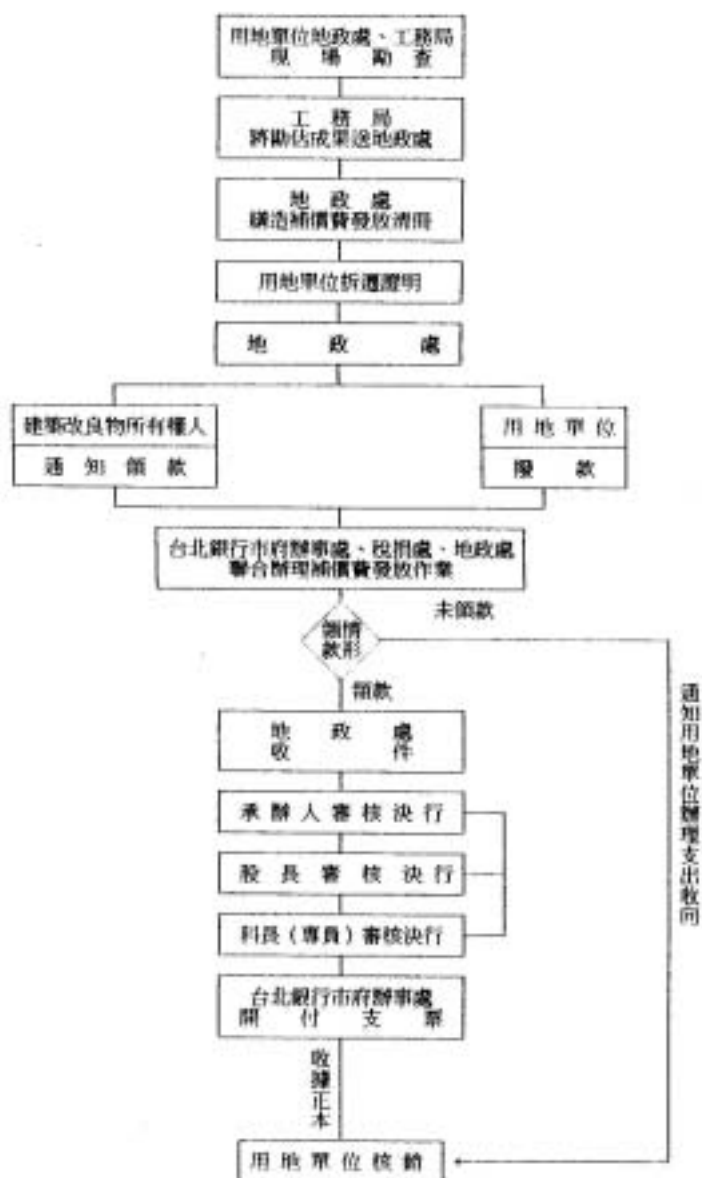 用地單位地政處、工務局
現場勘查
工務局
將勘估成果送地政處
地政處
繕造補償費發放清冊
用地單位拆遷證明
地政處
建築改良物所有權人
通知領款
用地單位
撥款
台北銀行市府辦事處、稅捐處、地政處
聯合辦理補償費發放作業
未領款
領款情形
領款
地政處
收件
承辦人審核決行
股長審核決行
科長(專員)審核決行
台北銀行市府辦事處
開付支票
收據正本
通知用地單位辦理支出收回
用地單位核銷